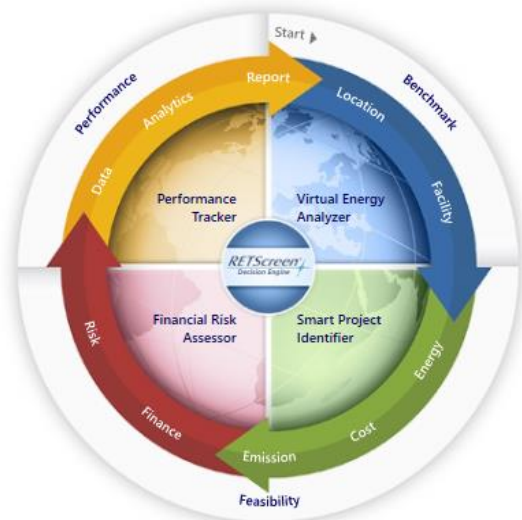 Start
Benchmark
Performance
Location
Facility
Energy
Cost
Emission
Finance
Risk
Data
Analytics
Report
Performance
Tracker
Virtual Energy
Analyzer
RETScreen
Decision Engine
Financial Risk
Assessor
Smart Project
Identifier
Feasibility